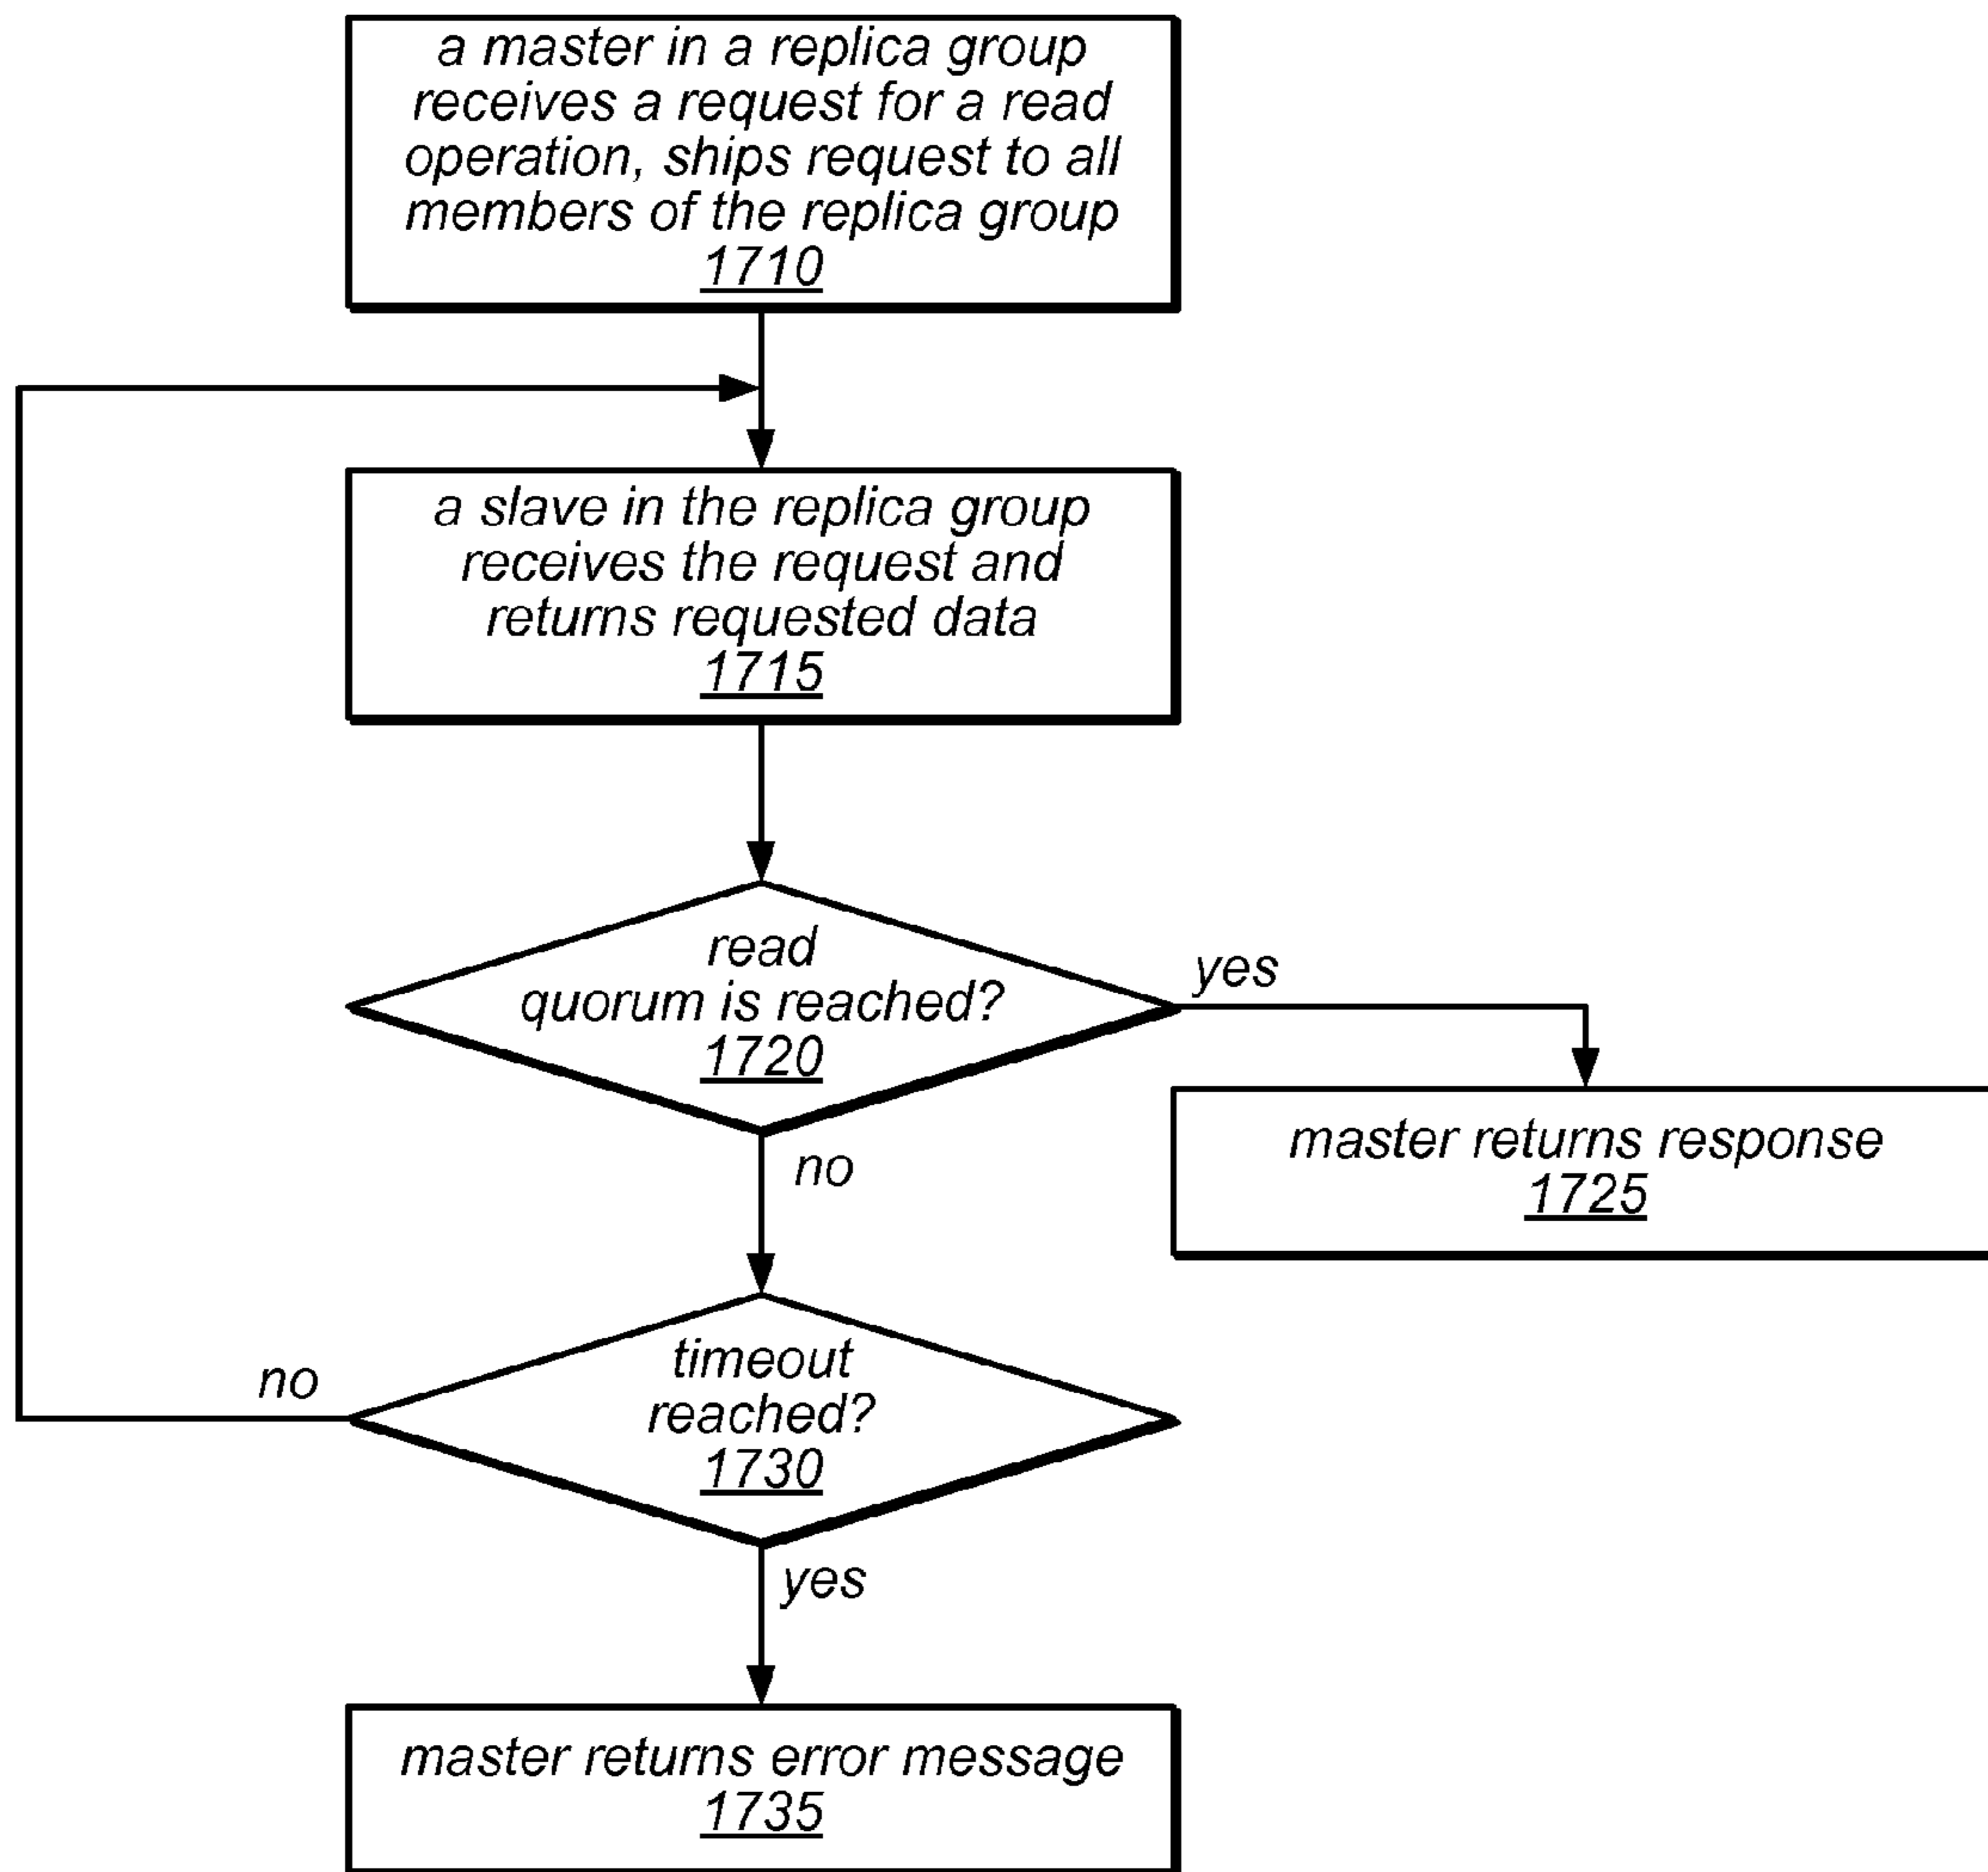 a master in a replica group
receives a request for a read
operation, ships request to all
members of the replica group
1710
a slave in the replica group
receives the request and
returns requested data
1715
read
quorum is reached?
1720
yes
master returns response
1725
no
timeout
reached?
1730
no
yes
master returns error message
1735